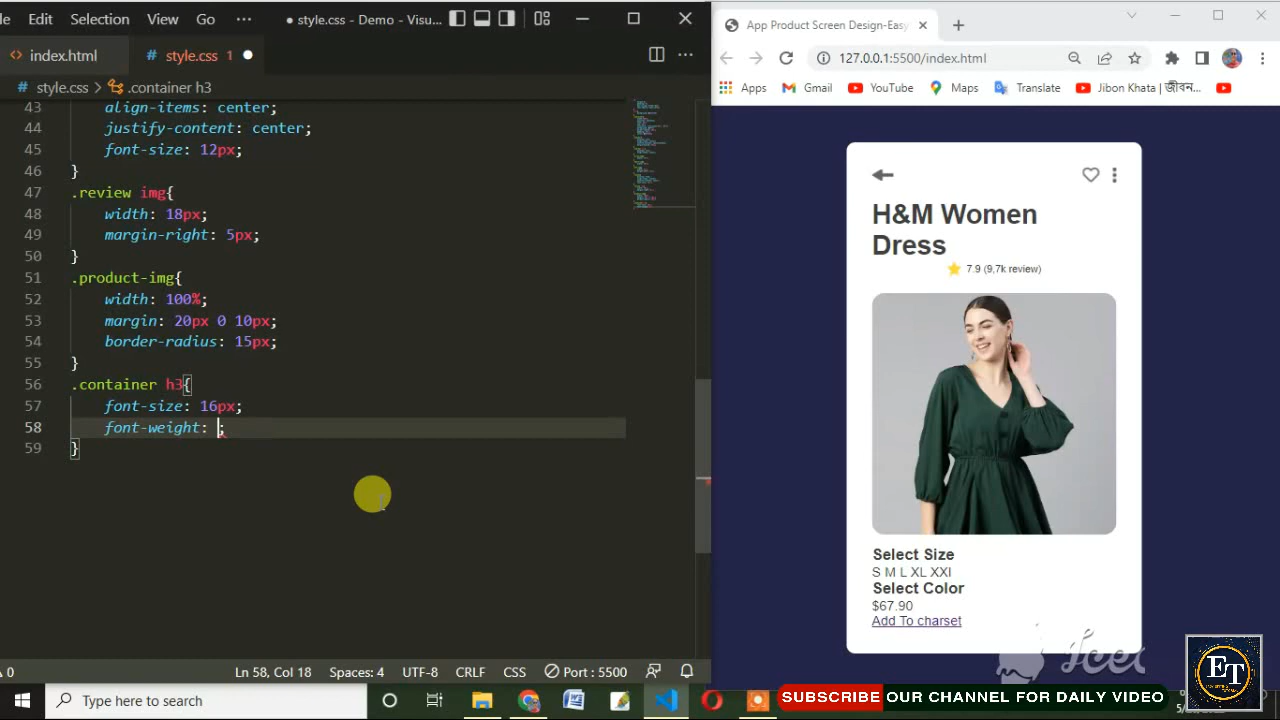 Edit Selection View Go ··· ● style.css - Demo - Visu...
index.html # style.css 1 ●
# style.css > .container h3
43 align-items: center;
44 justify-content: center;
45 font-size: 12px;
46 }
47 .review img{
48 width: 18px;
49 margin-right: 5px;
50 }
51 .product-img{
52 width: 100%;
53 margin: 20px 0 10px;
54 border-radius: 15px;
55 }
56 .container h3{
57 font-size: 16px;
58 font-weight: ;
59 }
0 Ln 58, Col 18 Spaces: 4 UTF-8 CRLF CSS Port : 5500
Type here to search
App Product Screen Design-Easy
127.0.0.1:5500/index.html
Apps Gmail YouTube Maps Translate Jibon Khata | জীবন...
H&M Women
Dress
7.9 (9,7k review)
Select Size
S M L XL XXI
Select Color
$67.90
Add To charset
ET
SUBSCRIBE OUR CHANNEL FOR DAILY VIDEO